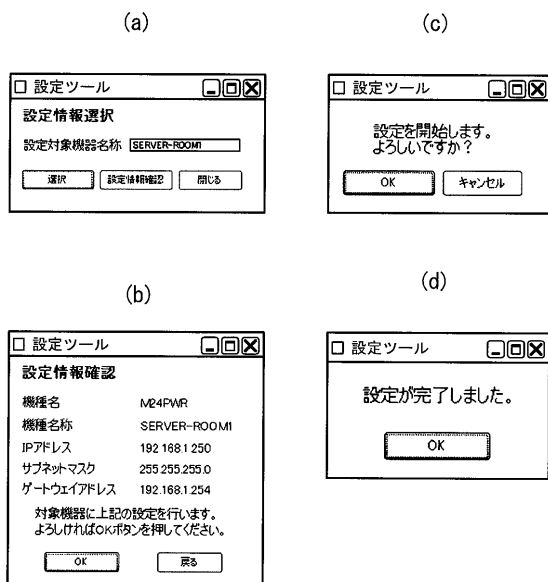 (a)
設定ツール
設定情報選択
設定対象機器名称 SERVER-ROOM1
選択 設定情報確認 閉じる
(b)
設定ツール
設定情報確認
機種名 M24PWR
機種名称 SERVER-ROOM1
IPアドレス 192.168.1.250
サブネットマスク 255.255.255.0
ゲートウェイアドレス 192.168.1.254
対象機器に上記の設定を行います。
よろしければOKボタンを押してください。
OK 戻る
(c)
設定ツール
設定を開始します。
よろしいですか？
OK キャンセル
(d)
設定ツール
設定が完了しました。
OK